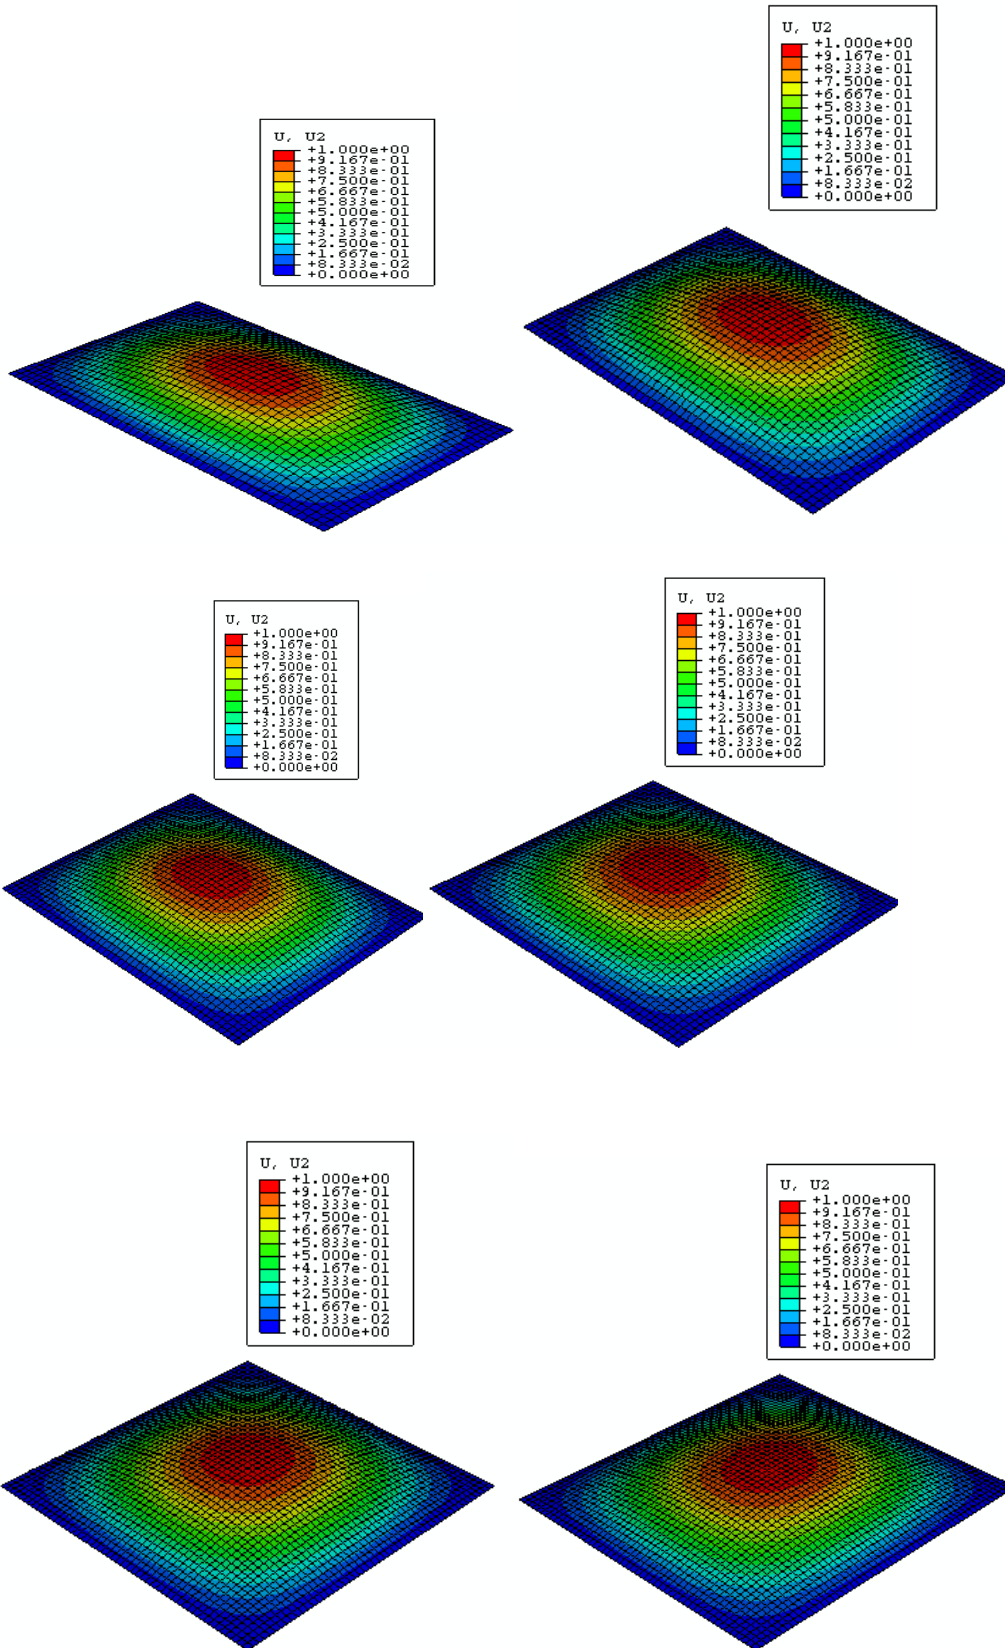 U, U2
+1.000e+00
+9.167e-01
+8.333e-01
+7.500e-01
+6.667e-01
+5.833e-01
+5.000e-01
+4.167e-01
+3.333e-01
+2.500e-01
+1.667e-01
+8.333e-02
+0.000e+00
U, U2
+1.000e+00
+9.167e-01
+8.333e-01
+7.500e-01
+6.667e-01
+5.833e-01
+5.000e-01
+4.167e-01
+3.333e-01
+2.500e-01
+1.667e-01
+8.333e-02
+0.000e+00
U, U2
+1.000e+00
+9.167e-01
+8.333e-01
+7.500e-01
+6.667e-01
+5.833e-01
+5.000e-01
+4.167e-01
+3.333e-01
+2.500e-01
+1.667e-01
+8.333e-02
+0.000e+00
U, U2
+1.000e+00
+9.167e-01
+8.333e-01
+7.500e-01
+6.667e-01
+5.833e-01
+5.000e-01
+4.167e-01
+3.333e-01
+2.500e-01
+1.667e-01
+8.333e-02
+0.000e+00
U, U2
+1.000e+00
+9.167e-01
+8.333e-01
+7.500e-01
+6.667e-01
+5.833e-01
+5.000e-01
+4.167e-01
+3.333e-01
+2.500e-01
+1.667e-01
+8.333e-02
+0.000e+00
U, U2
+1.000e+00
+9.167e-01
+8.333e-01
+7.500e-01
+6.667e-01
+5.833e-01
+5.000e-01
+4.167e-01
+3.333e-01
+2.500e-01
+1.667e-01
+8.333e-02
+0.000e+00